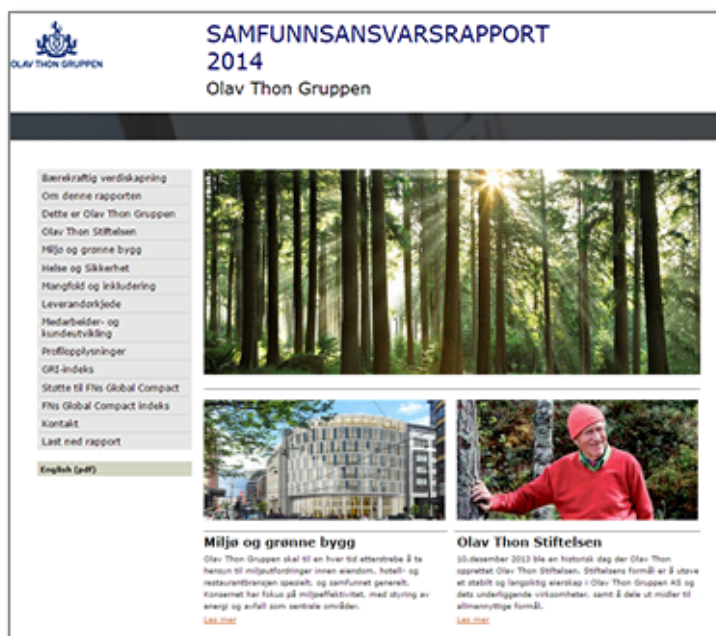 OLAV THON GRUPPEN
SAMFUNNSANSVARSRAPPORT
2014
Olav Thon Gruppen
Bærekraftig verdiskapning
Om denne rapporten
Dette er Olav Thon Gruppen
Olav Thon Stiftelsen
Miljø og grønne bygg
Helse og Sikkerhet
Mangfold og inkludering
Leverandørkjede
Medarbeider- og
kundeutvikling
Profilopplysninger
GRI-indeks
Støtte til FNs Global Compact
FNs Global Compact indeks
Kontakt
Last ned rapport
English (pdf)
Miljø og grønne bygg
Olav Thon Gruppen skal til en hver tid etterstrebe å ta
hensyn til miljøutfordringer innen eiendom, hotell- og
restaurantbransjen spesielt, og samfunnet generelt.
Konsernet har fokus på miljøeffektivitet, med styring av
energi og avfall som sentrale områder.
Les mer
Olav Thon Stiftelsen
10.desember 2013 ble en historisk dag der Olav Thon
opprettet Olav Thon Stiftelsen. Stiftelsens formål er å utøve
et stabilt og langsiktig eierskap i Olav Thon Gruppen AS og
dets underliggende virksomheter, samt å dele ut midler til
allmennyttige formål.
Les mer